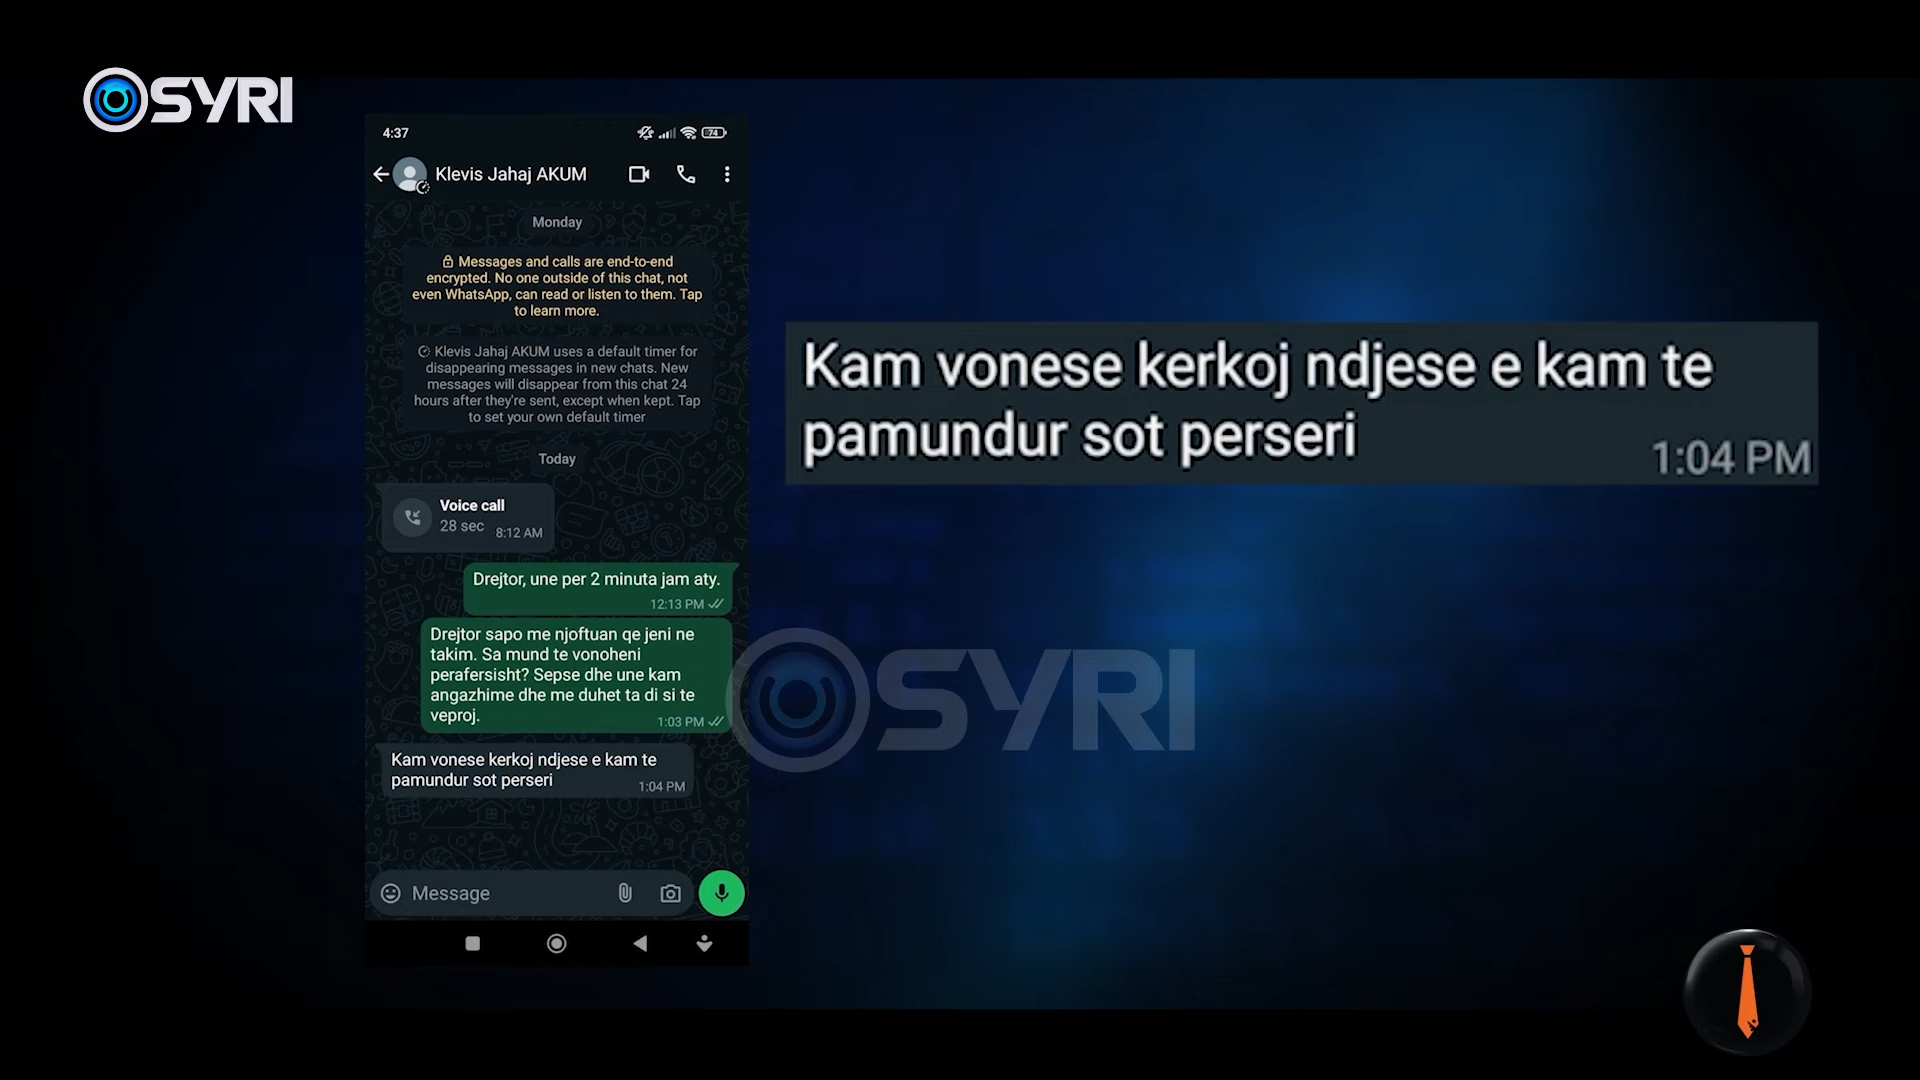 SYRI
4:37
74
Klevis Jahaj AKUM
Monday
Messages and calls are end-to-end
encrypted. No one outside of this chat, not
even WhatsApp, can read or listen to them. Tap
to learn more.
Klevis Jahaj AKUM uses a default timer for
disappearing messages in new chats. New
messages will disappear from this chat 24
hours after they're sent, except when kept. Tap
to set your own default timer
Today
Voice call
28 sec
8:12 AM
Drejtor, une per 2 minuta jam aty.
12:13 PM
Drejtor sapo me njoftuan qe jeni ne
takim. Sa mund te vonoheni
perafersisht? Sepse dhe une kam
angazhime dhe me duhet ta di si te
veproj.
1:03 PM
Kam vonese kerkoj ndjese e kam te
pamundur sot perseri
1:04 PM
Message
Kam vonese kerkoj ndjese e kam te
pamundur sot perseri
1:04 PM
SYRI